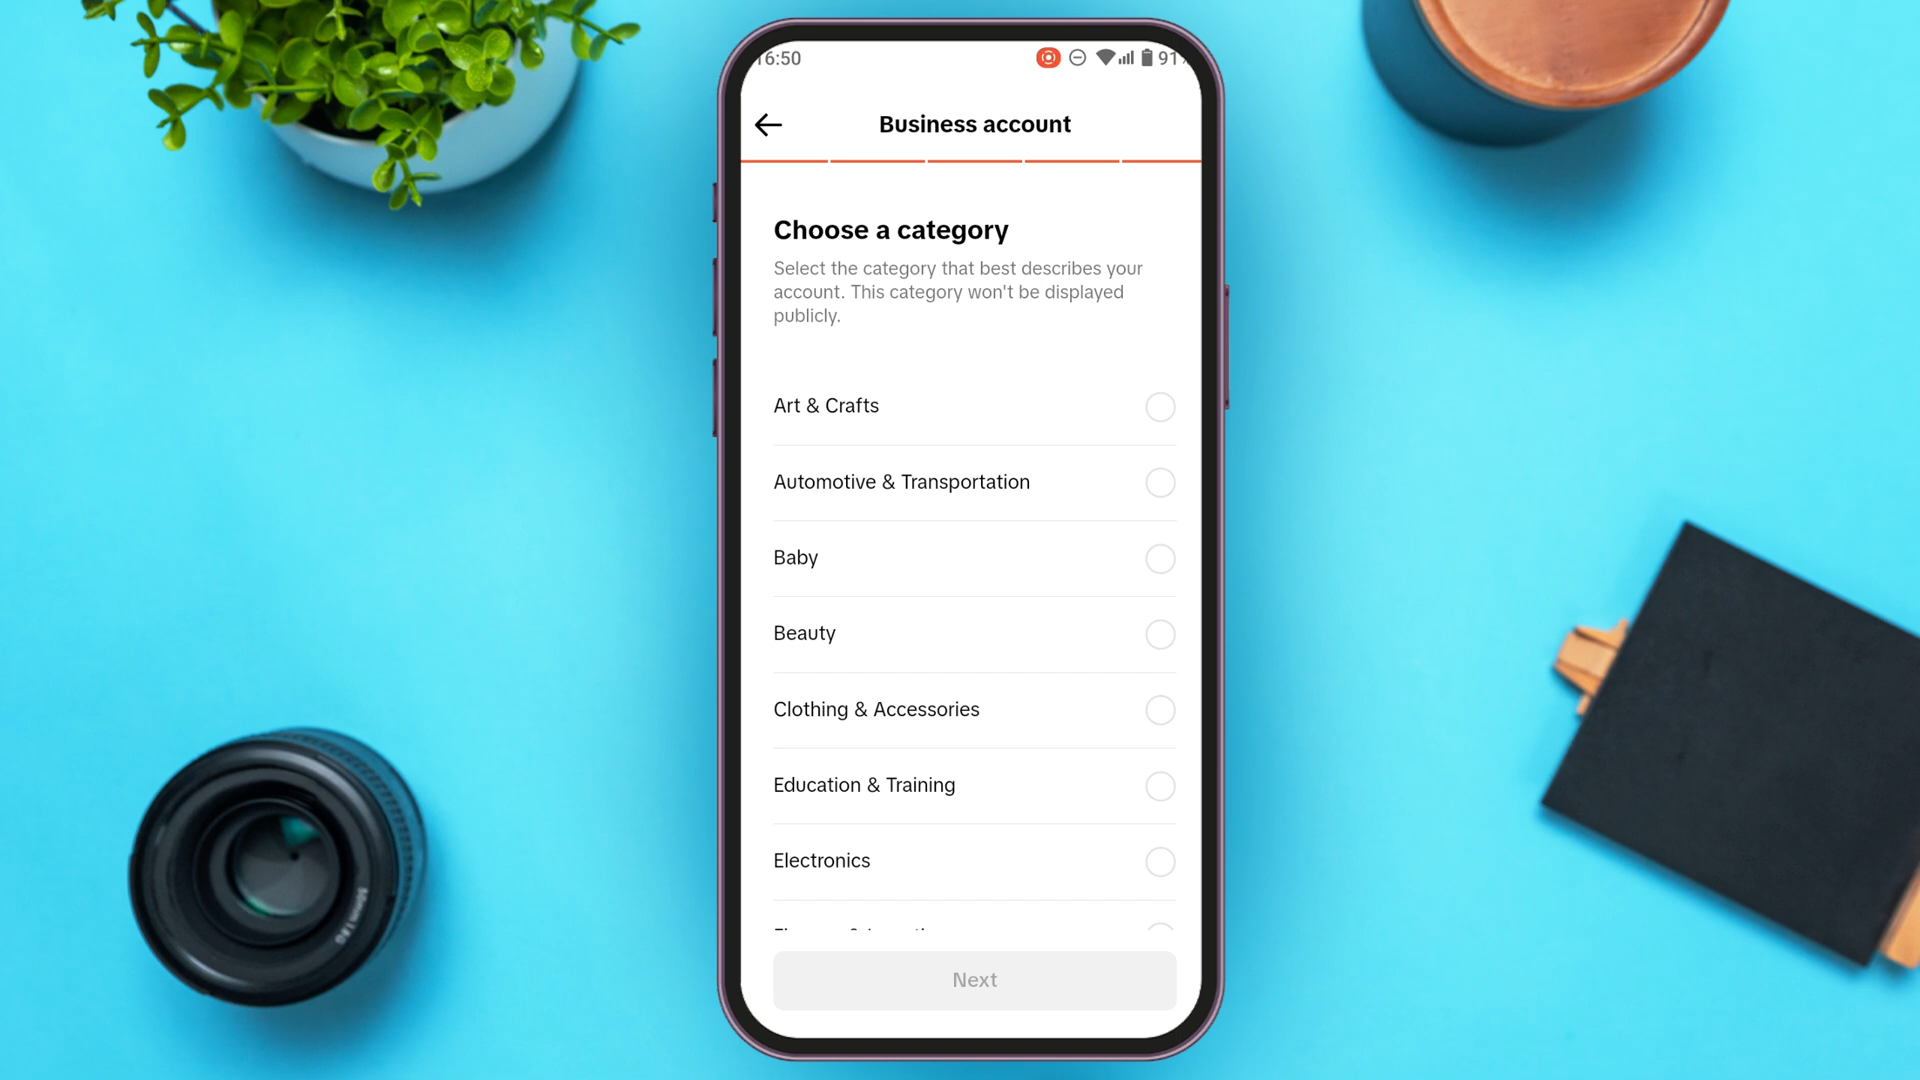 16:50
91
Business account
Choose a category
Select the category that best describes your
account. This category won't be displayed
publicly.
Art & Crafts
Automotive & Transportation
Baby
Beauty
Clothing & Accessories
Education & Training
Electronics
Next